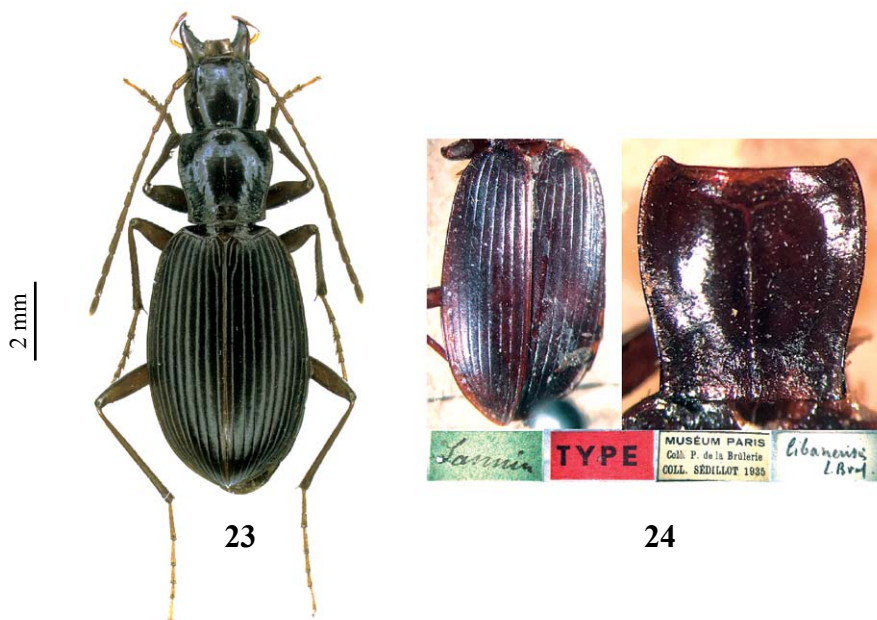 2 mm
23
Sannin
TYPE
MUSÉUM PARIS
Coll. P. de la Brûlerie
COLL. SÉDILLOT 1935
libanensis
L. Brul.
24